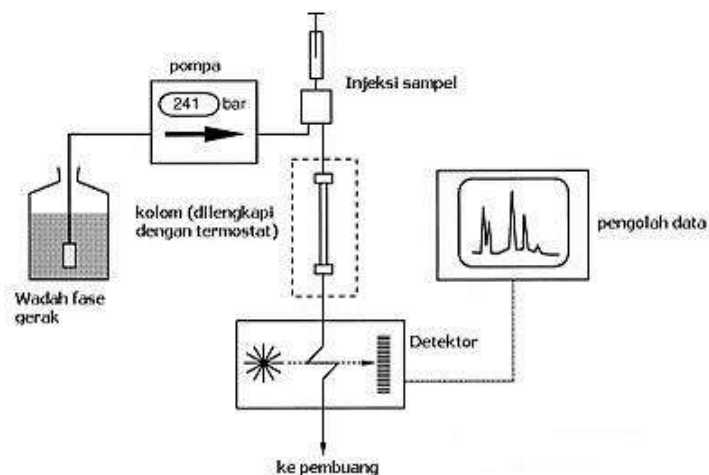 pompa
241 bar
Injeksi sampel
kolom (dilengkapi
dengan termostat)
pengolah data
Wadah fase
gerak
Detektor
ke pembuang